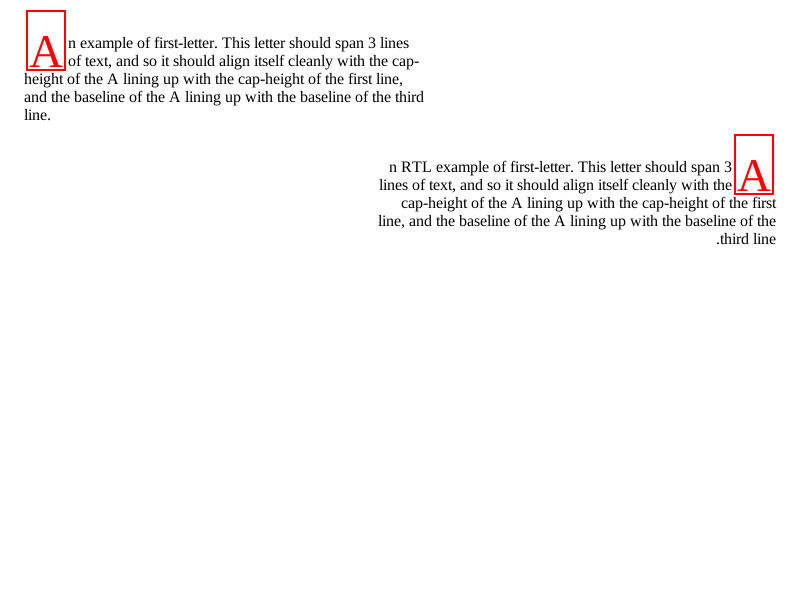 An example of first-letter. This letter should span 3 lines
of text, and so it should align itself cleanly with the cap-
height of the A lining up with the cap-height of the first line,
and the baseline of the A lining up with the baseline of the third
line.
An RTL example of first-letter. This letter should span 3
lines of text, and so it should align itself cleanly with the
cap-height of the A lining up with the cap-height of the first
line, and the baseline of the A lining up with the baseline of the
.third line